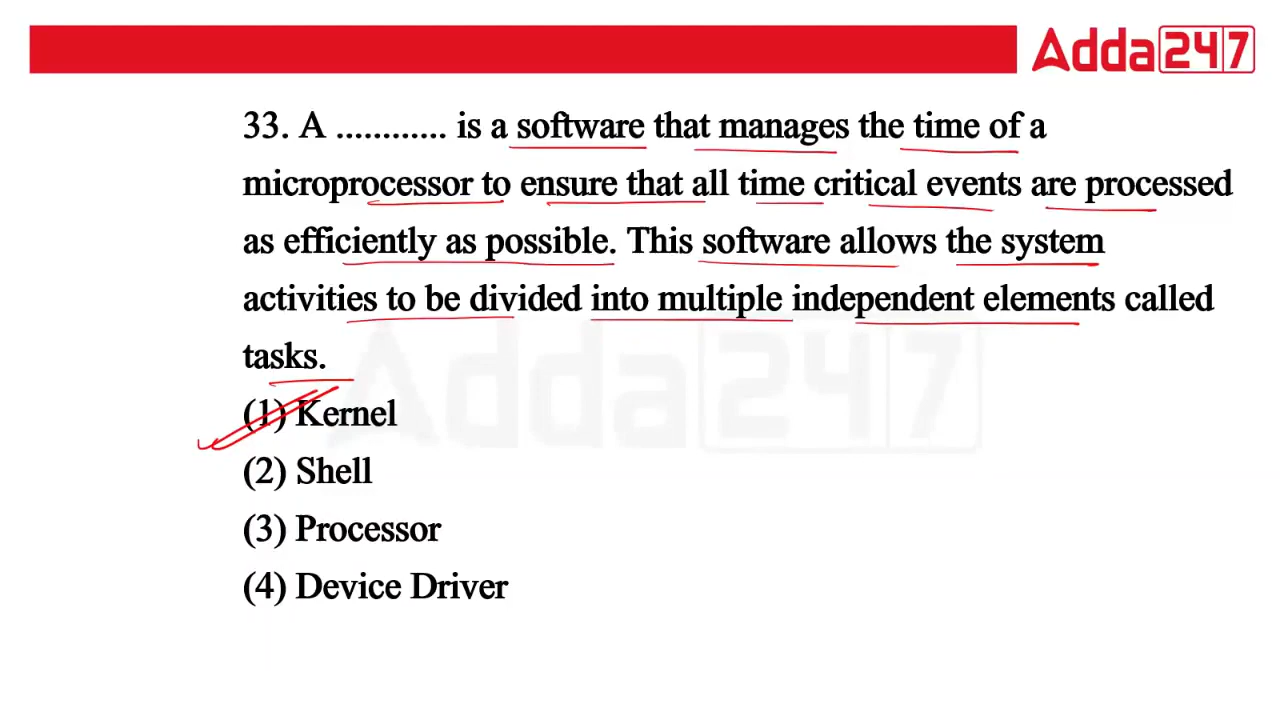 Adda247
33. A ............ is a software that manages the time of a
microprocessor to ensure that all time critical events are processed
as efficiently as possible. This software allows the system
activities to be divided into multiple independent elements called
tasks.
(1) Kernel
(2) Shell
(3) Processor
(4) Device Driver
Adda247